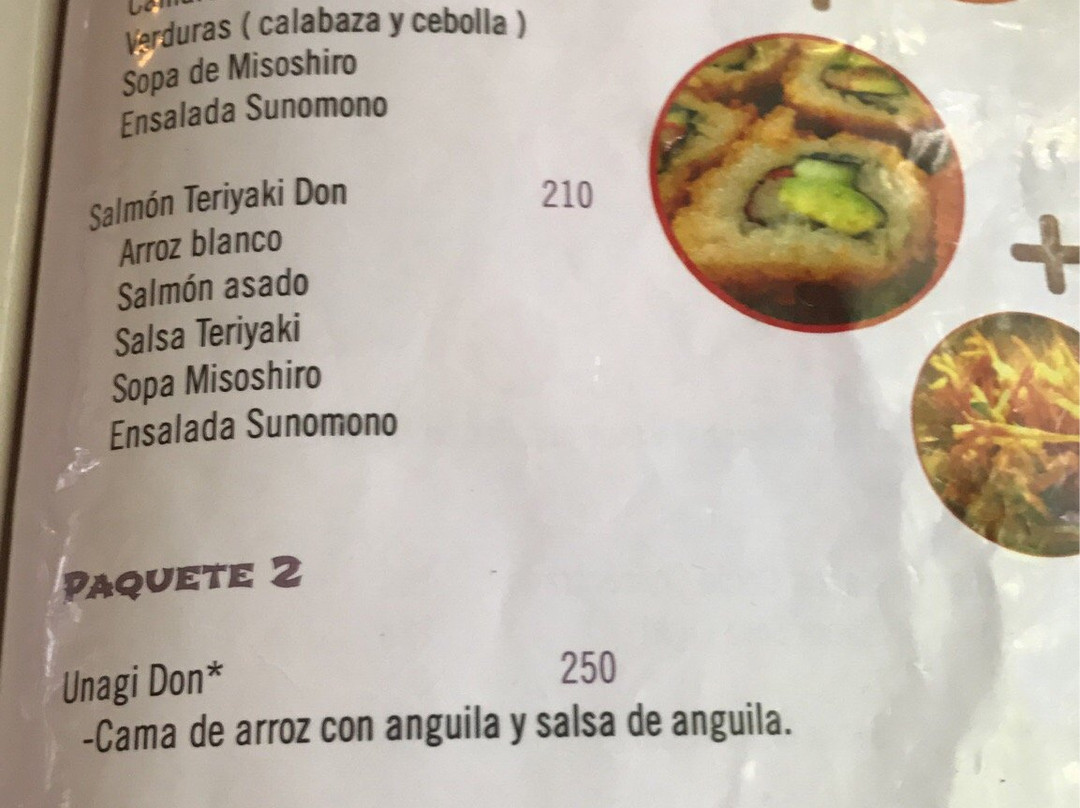 Verduras ( calabaza y cebolla )
Sopa de Misoshiro
Ensalada Sunomono
Salmón Teriyaki Don 210
Arroz blanco
Salmón asado
Salsa Teriyaki
Sopa Misoshiro
Ensalada Sunomono
PAQUETE 2
Unagi Don* 250
-Cama de arroz con anguila y salsa de anguila.